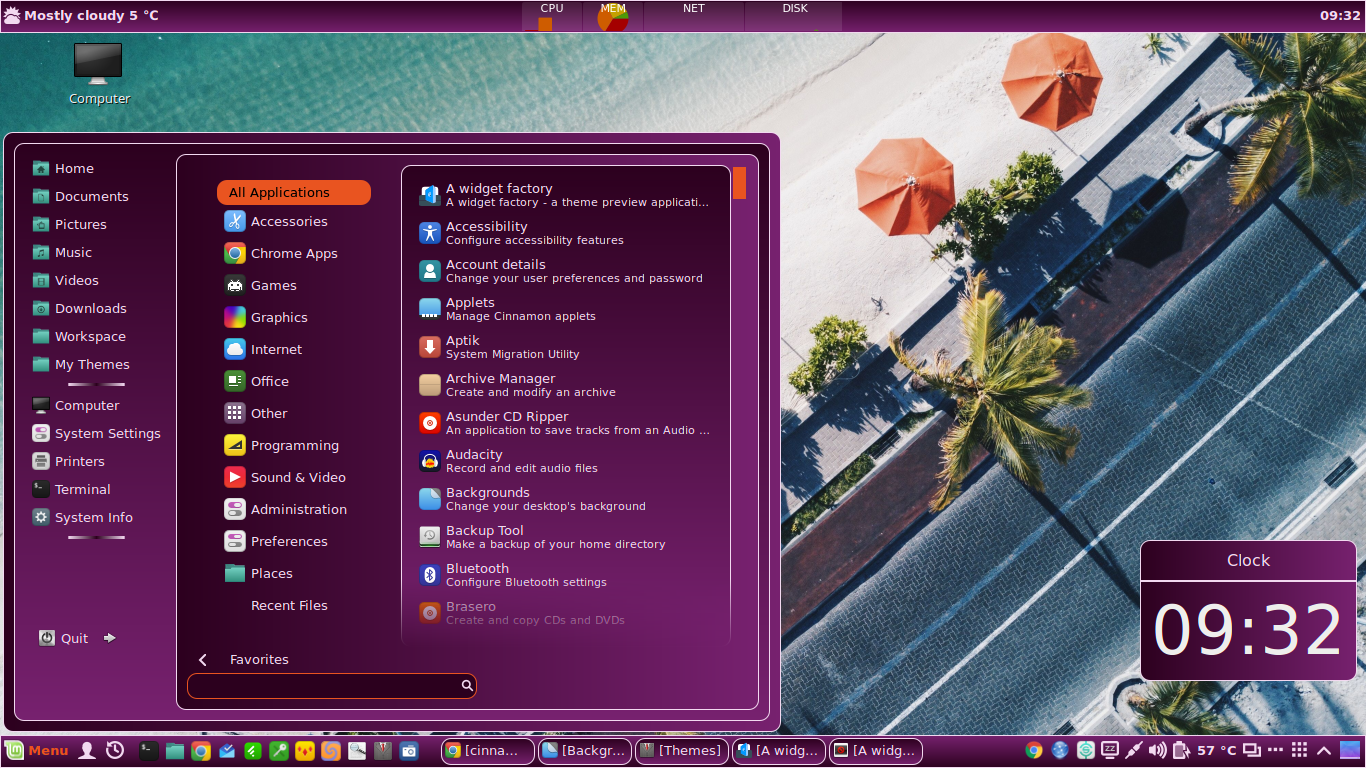 Mostly cloudy 5 °C
CPU
MEM
NET
DISK
09:32
Computer
Home
Documents
Pictures
Music
Videos
Downloads
Workspace
My Themes
Computer
System Settings
Printers
Terminal
System Info
Quit
All Applications
Accessories
Chrome Apps
Games
Graphics
Internet
Office
Other
Programming
Sound & Video
Administration
Preferences
Places
Recent Files
Favorites
A widget factory
A widget factory - a theme preview applicati...
Accessibility
Configure accessibility features
Account details
Change your user preferences and password
Applets
Manage Cinnamon applets
Aptik
System Migration Utility
Archive Manager
Create and modify an archive
Asunder CD Ripper
An application to save tracks from an Audio ...
Audacity
Record and edit audio files
Backgrounds
Change your desktop's background
Backup Tool
Make a backup of your home directory
Bluetooth
Configure Bluetooth settings
Brasero
Create and copy CDs and DVDs
Clock
09:32
Menu
[cinna...
[Backgr...
[Themes]
[A widg...
[A widg...
57 °C